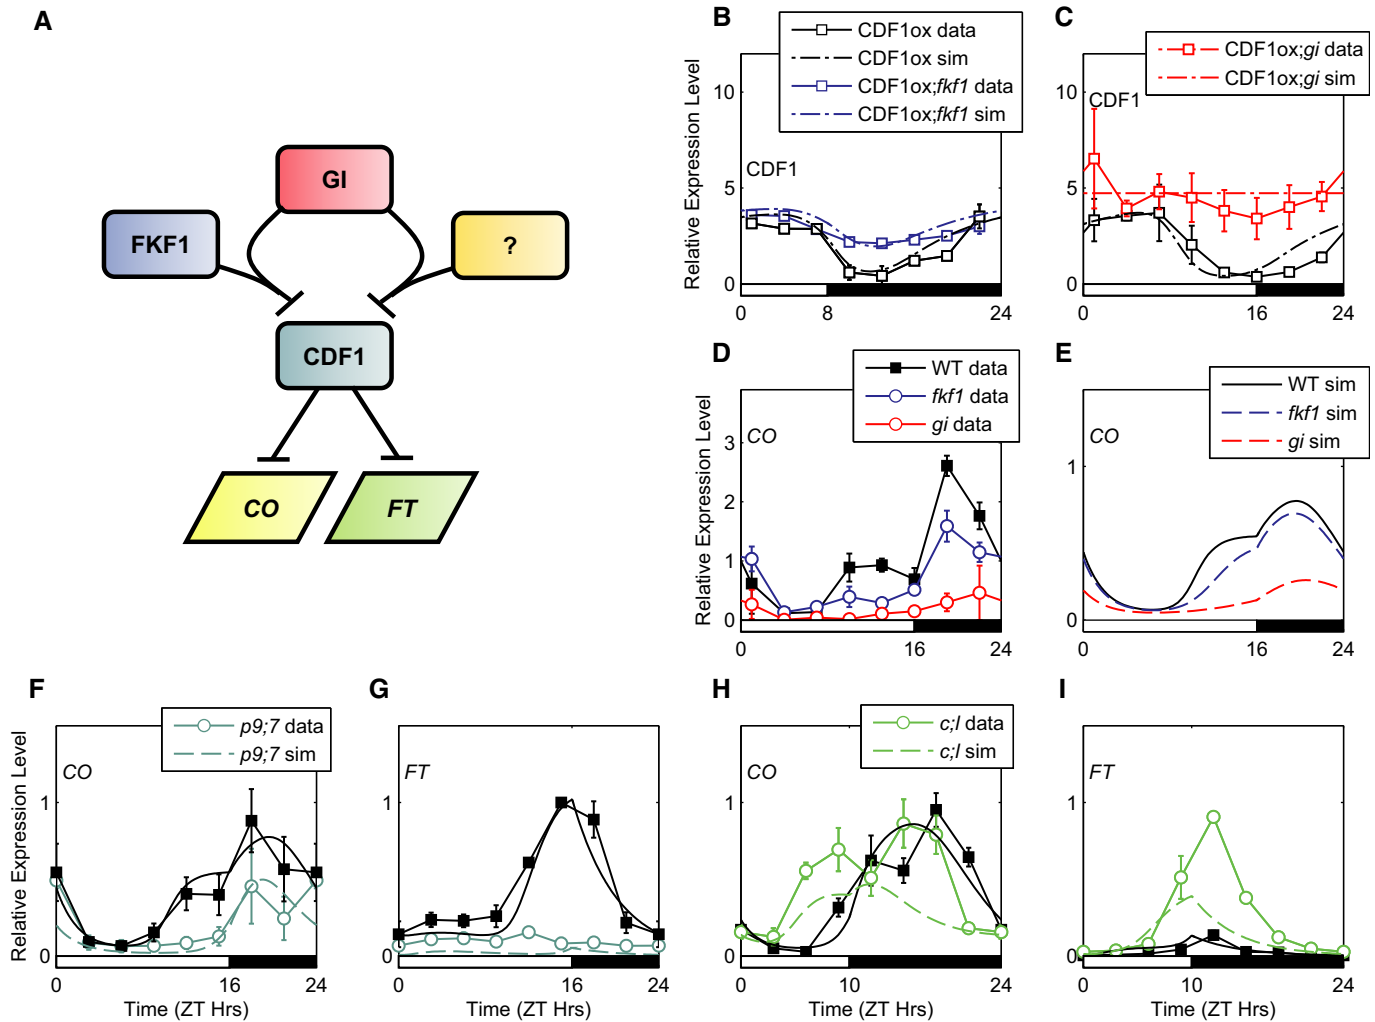 A
GI
FKF1
?
CDF1
CO
FT
B
CDF1ox data
CDF1ox sim
CDF1ox;fkf1 data
CDF1ox;fkf1 sim
CDF1
Relative Expression Level
10
5
0
0
8
24
C
CDF1ox;gi data
CDF1ox;gi sim
CDF1
10
5
0
0
16
24
D
WT data
fkf1 data
gi data
CO
Relative Expression Level
3
2
1
0
0
16
24
E
WT sim
fkf1 sim
gi sim
CO
1
0
0
16
24
F
p9;7 data
p9;7 sim
CO
Relative Expression Level
1
0
0
16
24
Time (ZT Hrs)
G
FT
1
0
0
16
24
Time (ZT Hrs)
H
c;l data
c;l sim
CO
1
0
0
10
24
Time (ZT Hrs)
I
FT
1
0
0
10
24
Time (ZT Hrs)